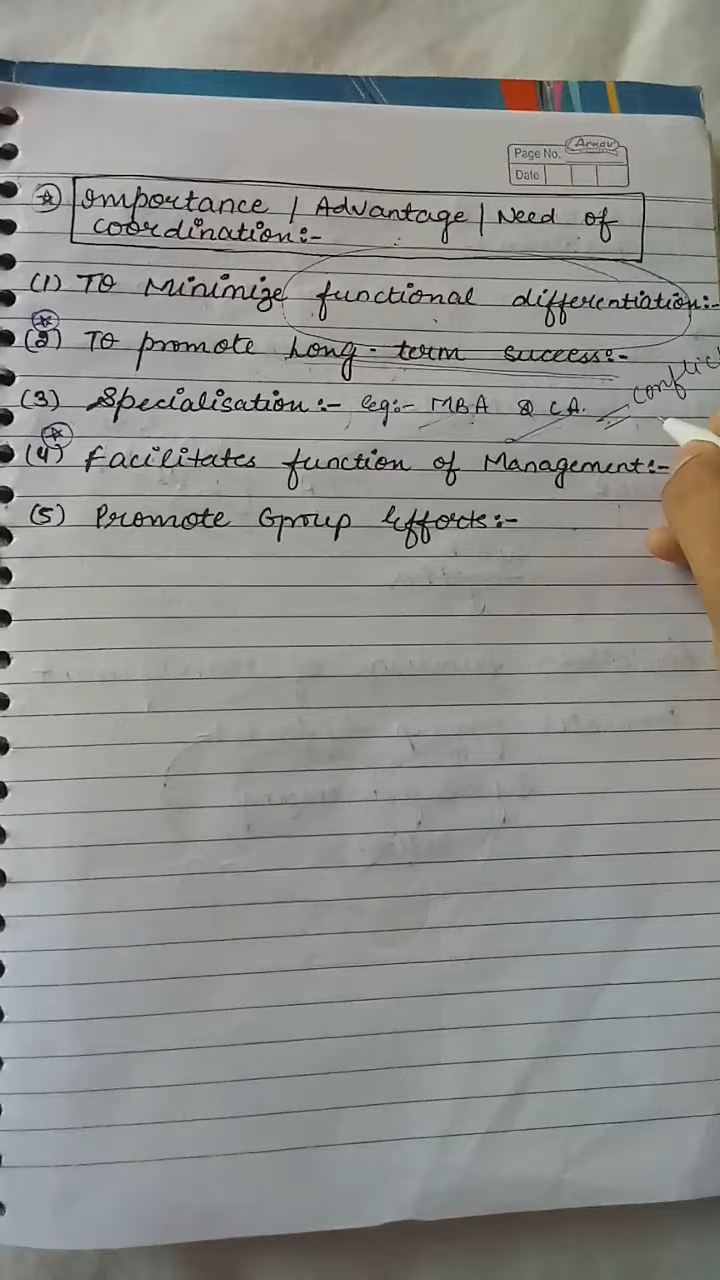 Arnav
Page No.
Date
Importance / Advantage / Need of
coordination:-
(1) To Minimize functional differentiation:-
(2) To promote Long-term success:-
(3) Specialisation:- eg:- MBA & CA. conflic
(4) Facilitates function of Management:-
(5) Promote Group Efforts:-